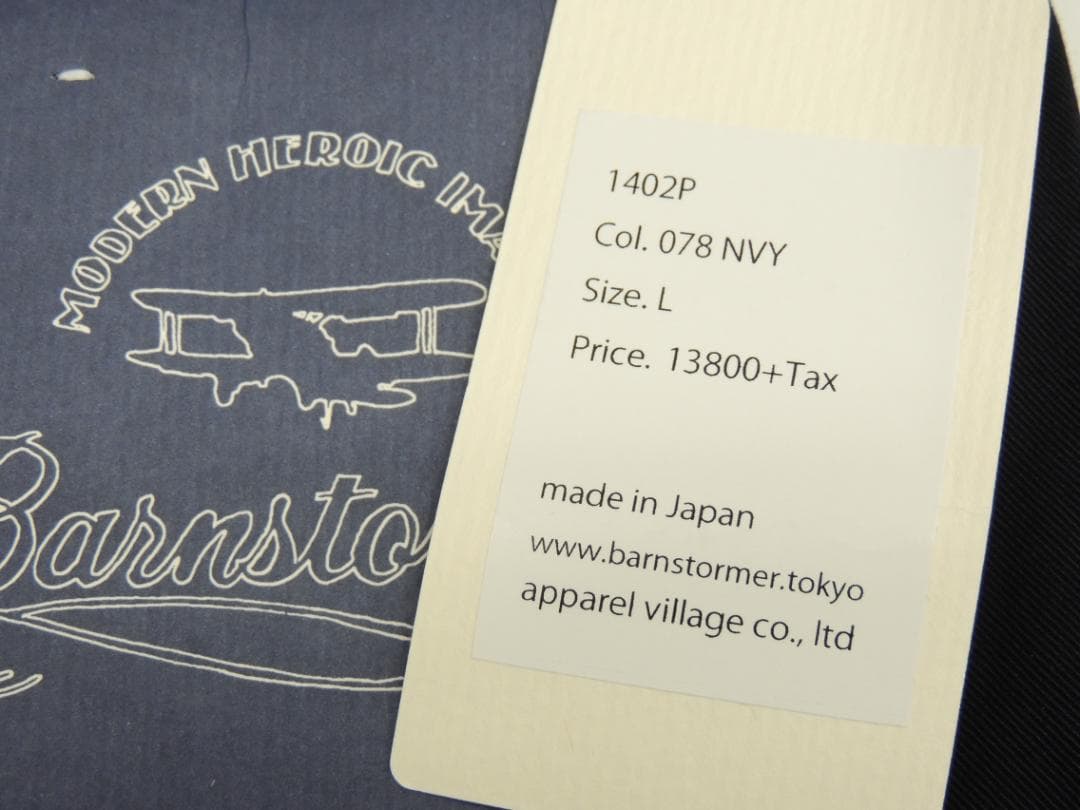 MODERN HEROIC
Barnsto
1402P
Col. 078 NVY
Size. L
Price. 13800+Tax
made in Japan
www.barnstormer.tokyo
apparel village co., ltd